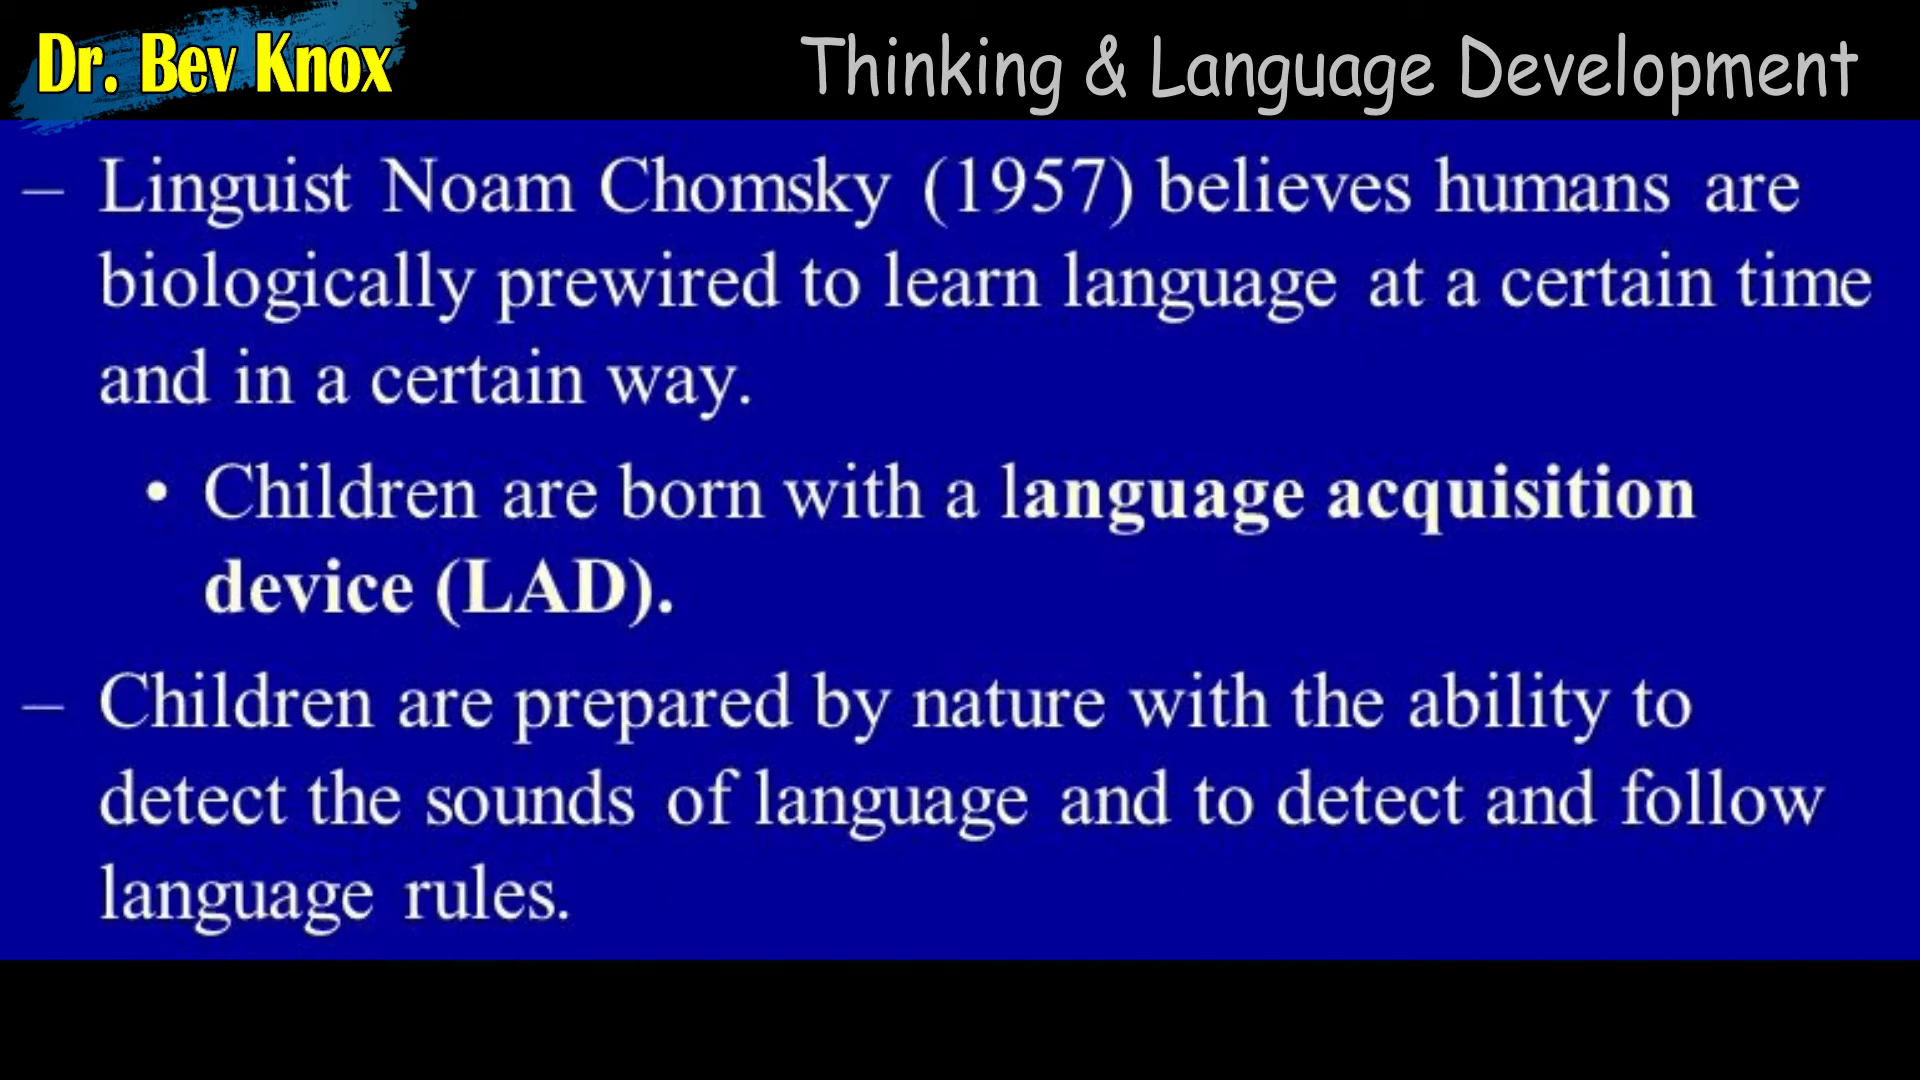 Dr. Bev Knox
Thinking & Language Development
– Linguist Noam Chomsky (1957) believes humans are
biologically prewired to learn language at a certain time
and in a certain way.
• Children are born with a language acquisition
device (LAD).
– Children are prepared by nature with the ability to
detect the sounds of language and to detect and follow
language rules.